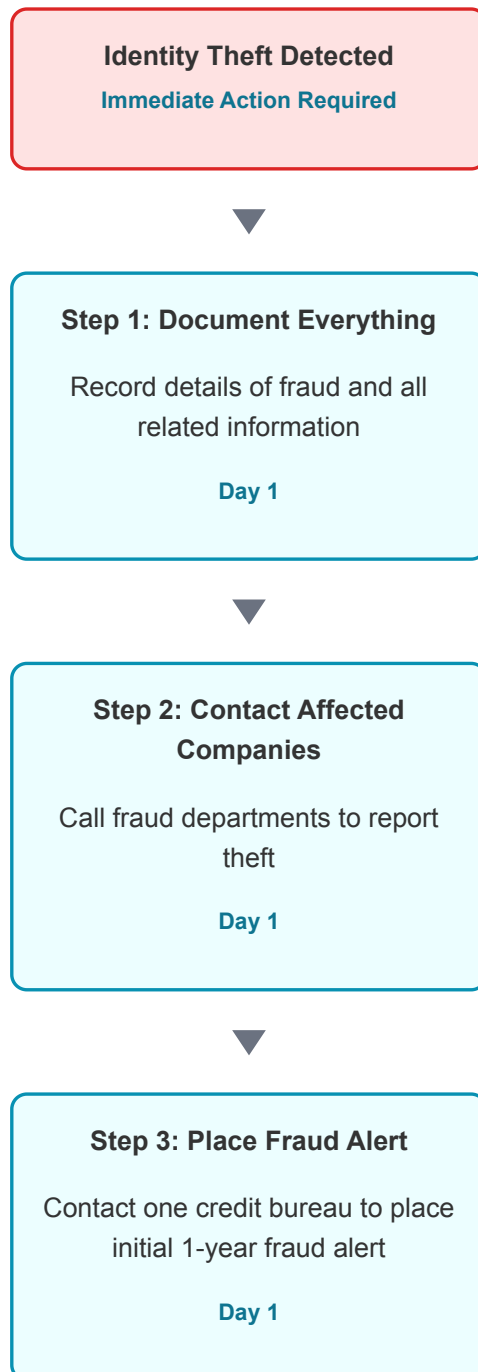 Identity Theft Detected
Immediate Action Required
Step 1: Document Everything
Record details of fraud and all
related information
Day 1
Step 2: Contact Affected
Companies
Call fraud departments to report
theft
Day 1
Step 3: Place Fraud Alert
Contact one credit bureau to place
initial 1-year fraud alert
Day 1